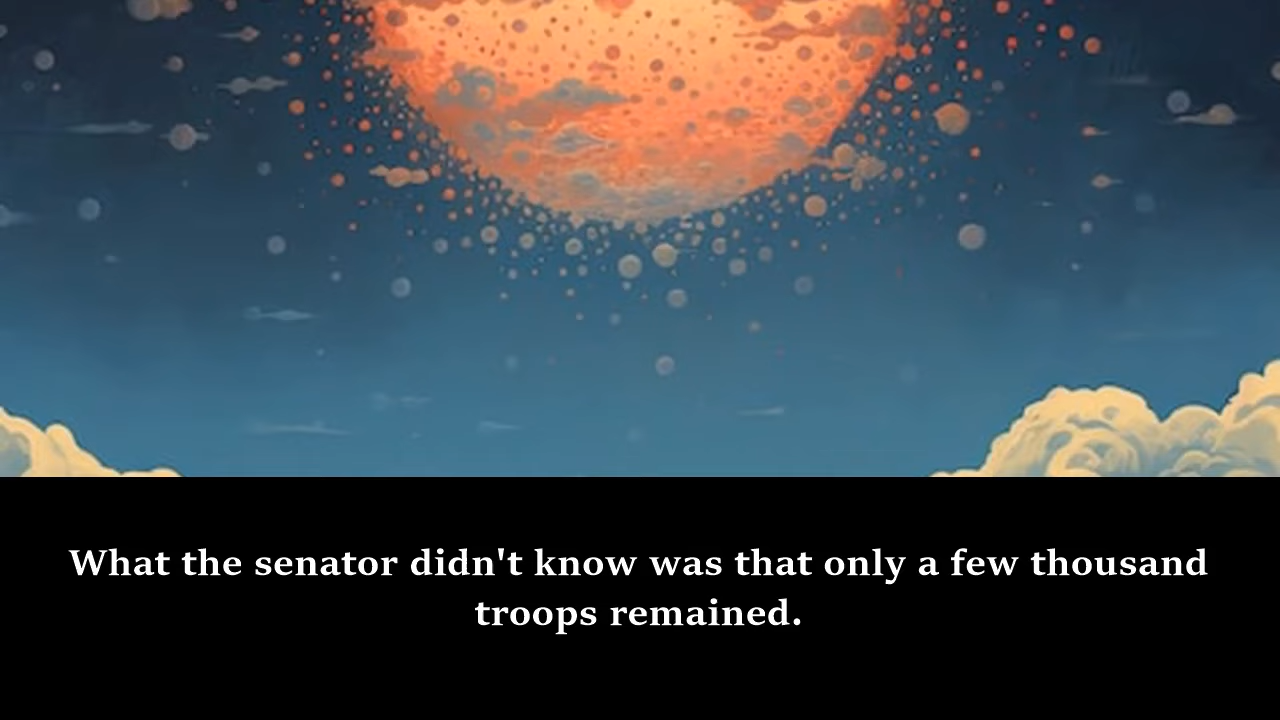 What the senator didn't know was that only a few thousand
troops remained.